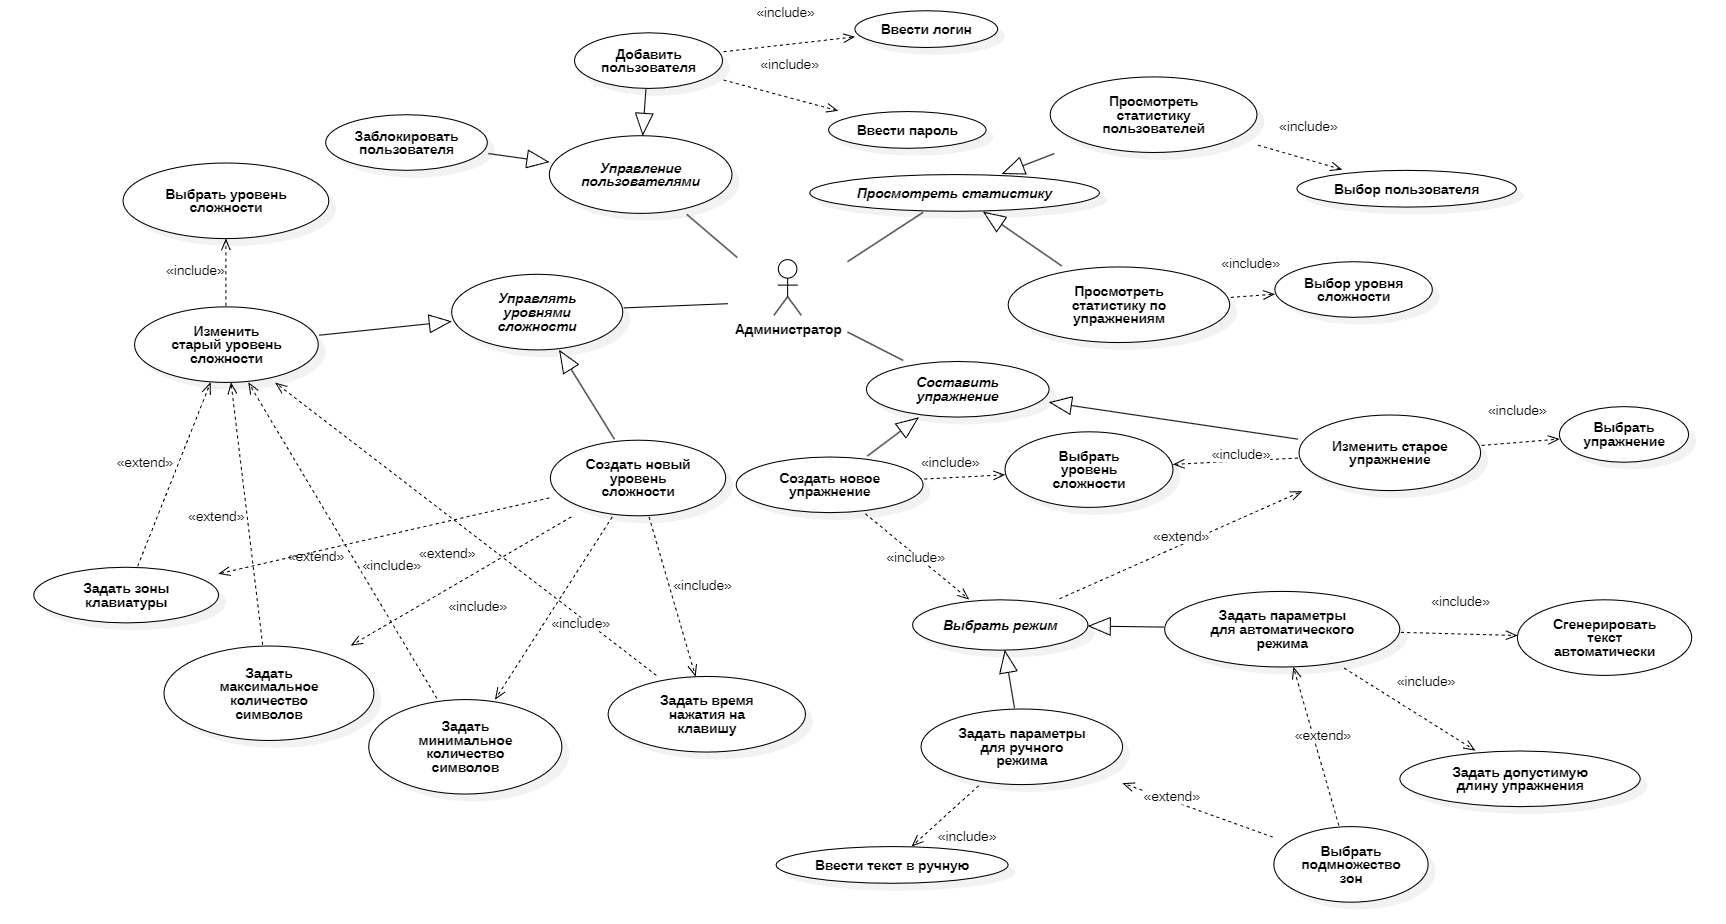 «include»
Ввести логин
Добавить
пользователя
«include»
Просмотреть
статистику
пользователей
«include»
Ввести пароль
Заблокировать
пользователя
Управление
пользователями
Выбор пользователя
Просмотреть статистику
Выбрать уровень
сложности
«include»
«include»
Выбор уровня
сложности
Просмотреть
статистику по
упражнениям
Управлять
уровнями
сложности
Администратор
Изменить
старый уровень
сложности
Составить
упражнение
«include»
Выбрать
упражнение
Изменить старое
упражнение
«include»
Выбрать
уровень
сложности
«include»
Создать новое
упражнение
Создать новый
уровень
сложности
«extend»
«extend»
«extend»
«include»
«extend»
«include»
«include»
«include»
«include»
«extend»
Задать зоны
клавиатуры
Задать
максимальное
количество
символов
Задать
минимальное
количество
символов
Задать время
нажатия на
клавишу
Выбрать режим
Задать параметры
для автоматического
режима
«include»
Сгенерировать
текст
автоматически
«include»
«extend»
Задать параметры
для ручного
режима
Задать допустимую
длину упражнения
«extend»
«include»
Ввести текст в ручную
Выбрать
подмножество
зон